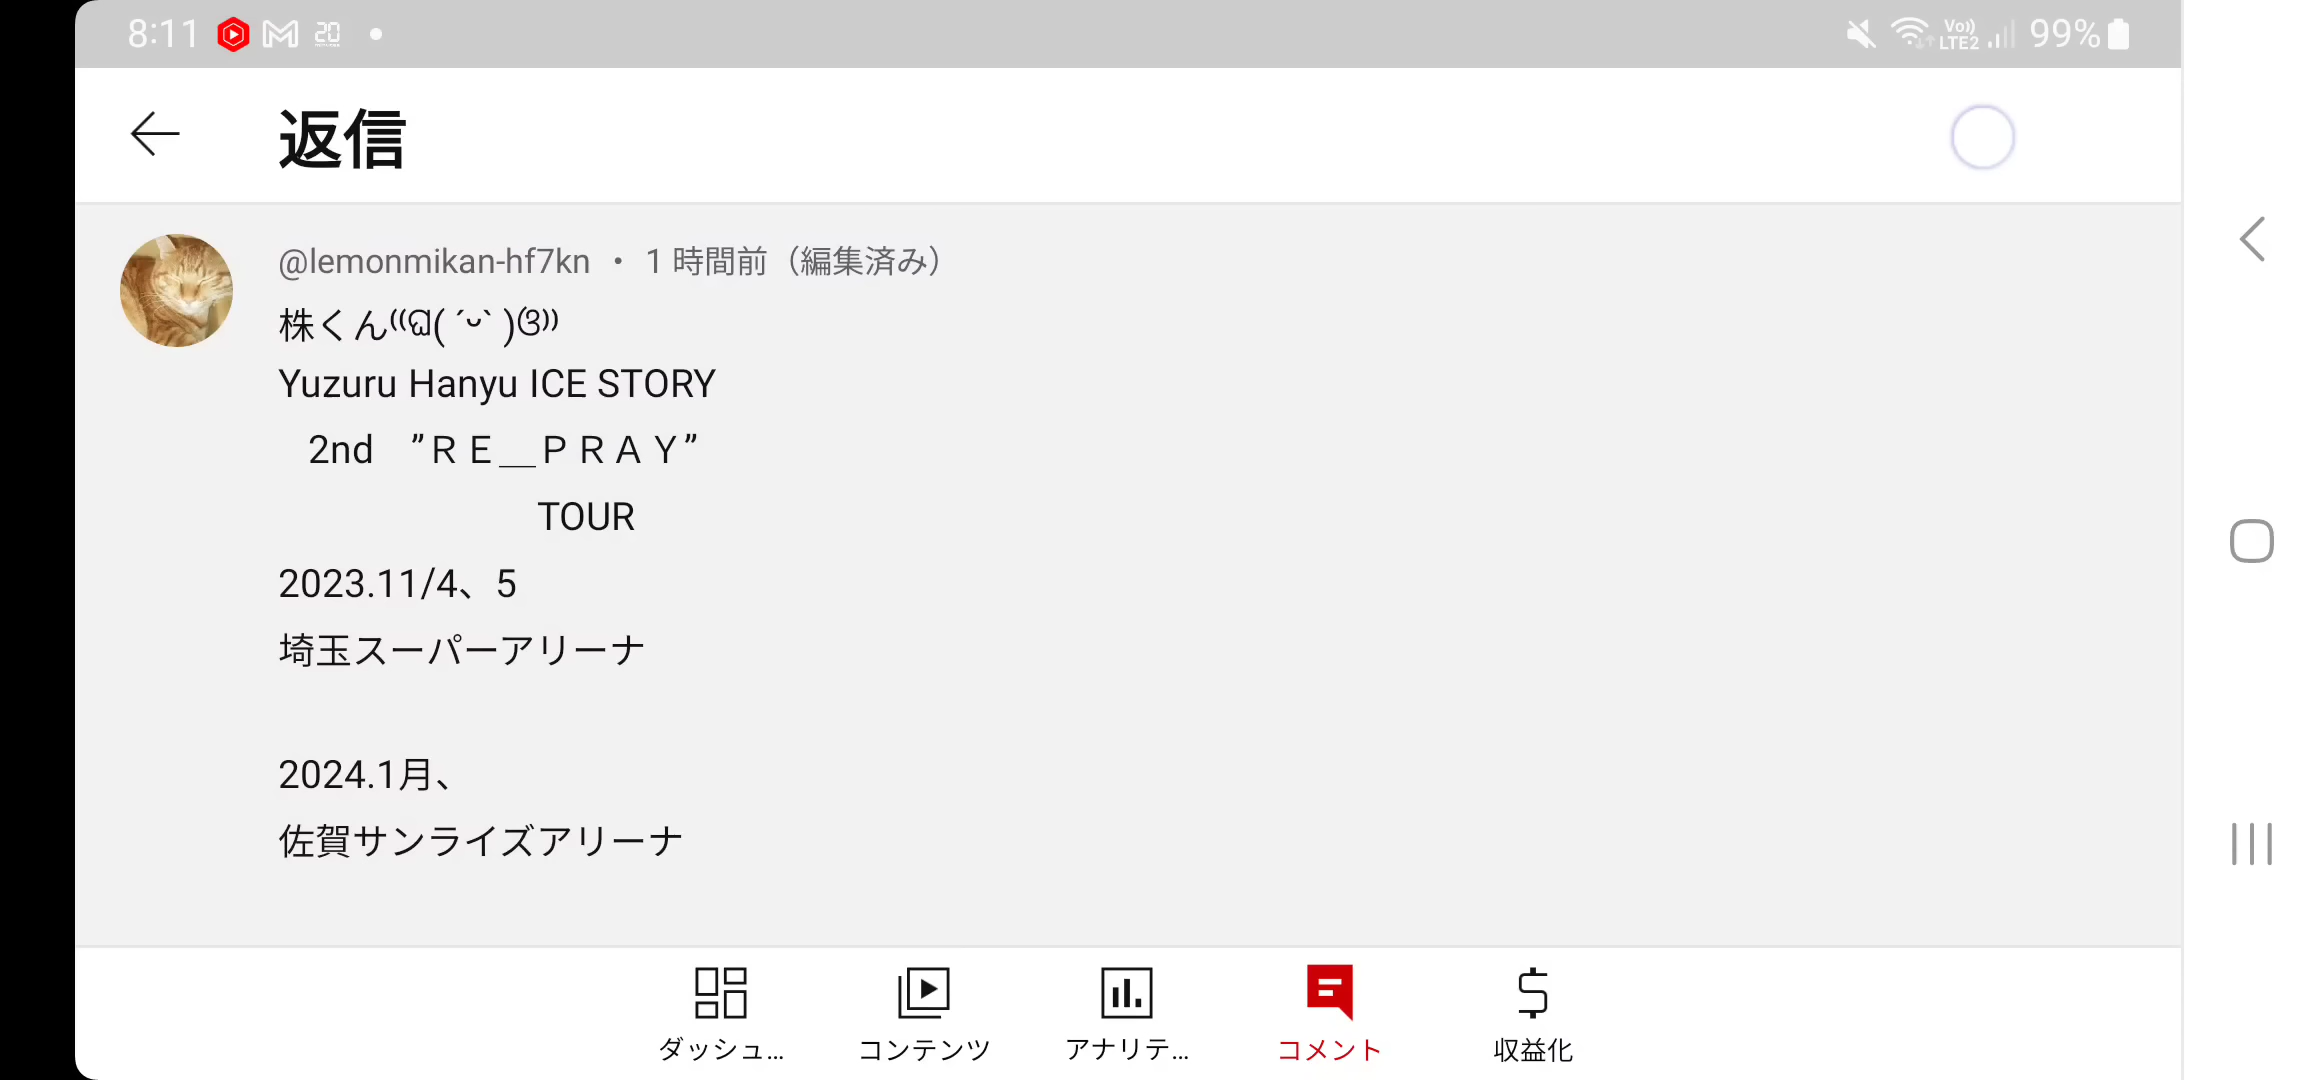 8:11
20
Vo))
LTE2
99%
返信
@lemonmikan-hf7kn • 1 時間前（編集済み）
株くん⁽⁽ଘ( ˊᵕˋ )ଓ⁾⁾
Yuzuru Hanyu ICE STORY
2nd　”ＲＥ＿ＰＲＡＹ”
TOUR
2023.11/4、5
埼玉スーパーアリーナ
2024.1月、
佐賀サンライズアリーナ
ダッシュ...
コンテンツ
アナリテ...
コメント
収益化